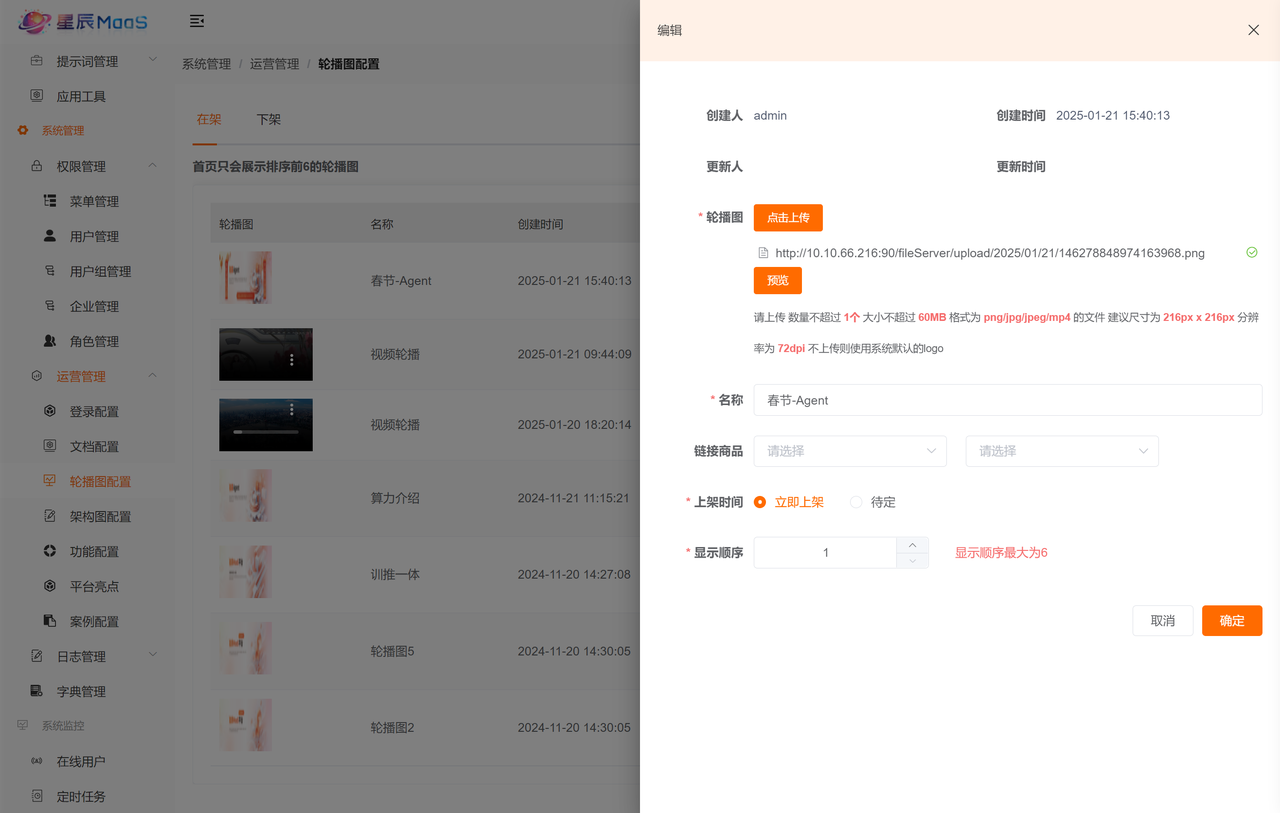 星辰MaaS
提示词管理
应用工具
系统管理
权限管理
菜单管理
用户管理
用户组管理
企业管理
角色管理
运营管理
登录配置
文档配置
轮播图配置
架构图配置
功能配置
平台亮点
案例配置
日志管理
字典管理
系统监控
在线用户
定时任务
系统管理 / 运营管理 / 轮播图配置
在架 下架
首页只会展示排序前6的轮播图
轮播图 名称 创建时间
春节-Agent 2025-01-21 15:40:13
视频轮播 2025-01-21 09:44:09
视频轮播 2025-01-20 18:20:14
算力介绍 2024-11-21 11:15:21
训推一体 2024-11-20 14:27:08
轮播图5 2024-11-20 14:30:05
轮播图2 2024-11-20 14:30:05
编辑
创建人 admin 创建时间 2025-01-21 15:40:13
更新人 更新时间
* 轮播图 点击上传
http://10.10.66.216:90/fileServer/upload/2025/01/21/146278848974163968.png
预览
请上传 数量不超过 1个 大小不超过 60MB 格式为 png/jpg/jpeg/mp4 的文件 建议尺寸为 216px x 216px 分辨
率为 72dpi 不上传则使用系统默认的logo
* 名称 春节-Agent
链接商品 请选择 请选择
* 上架时间 立即上架 待定
* 显示顺序 1 显示顺序最大为6
取消 确定